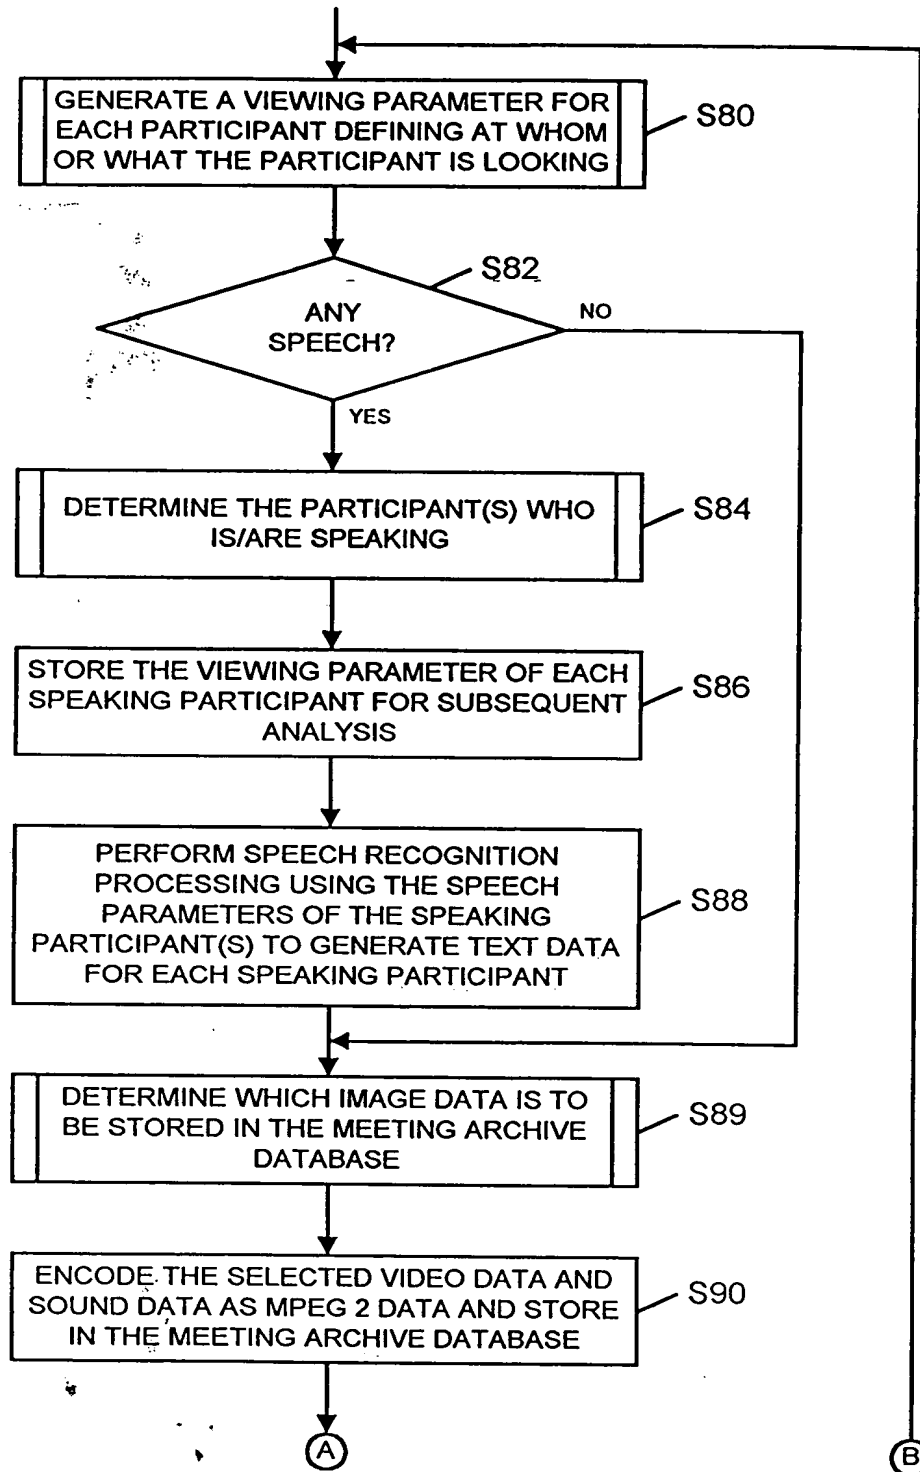 GENERATE A VIEWING PARAMETER FOR
EACH PARTICIPANT DEFINING AT WHOM
OR WHAT THE PARTICIPANT IS LOOKING
S80
S82
ANY
SPEECH?
NO
YES
DETERMINE THE PARTICIPANT(S) WHO
IS/ARE SPEAKING
S84
STORE THE VIEWING PARAMETER OF EACH
SPEAKING PARTICIPANT FOR SUBSEQUENT
ANALYSIS
S86
PERFORM SPEECH RECOGNITION
PROCESSING USING THE SPEECH
PARAMETERS OF THE SPEAKING
PARTICIPANT(S) TO GENERATE TEXT DATA
FOR EACH SPEAKING PARTICIPANT
S88
DETERMINE WHICH IMAGE DATA IS TO
BE STORED IN THE MEETING ARCHIVE
DATABASE
S89
ENCODE THE SELECTED VIDEO DATA AND
SOUND DATA AS MPEG 2 DATA AND STORE
IN THE MEETING ARCHIVE DATABASE
S90
A
B